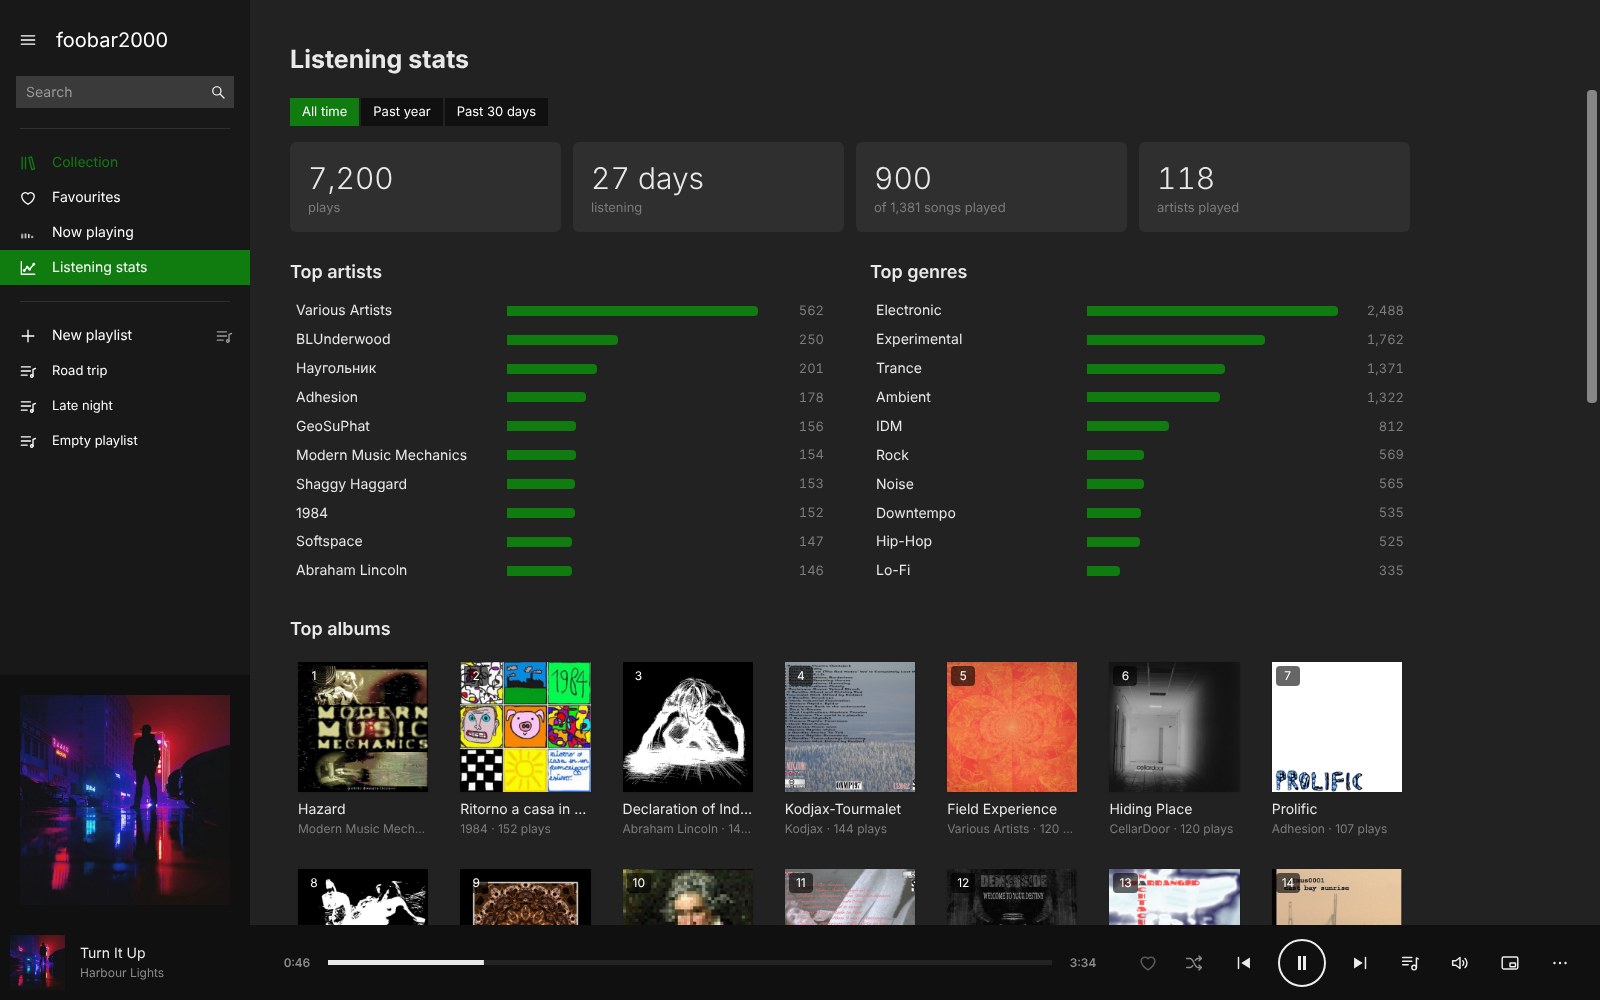 foobar2000
Search
Collection
Favourites
Now playing
Listening stats
New playlist
Road trip
Late night
Empty playlist
Listening stats
All time Past year Past 30 days
7,200 27 days 900 118
plays listening of 1,381 songs played artists played
Top artists Top genres
Various Artists 562 Electronic 2,488
BLUnderwood 250 Experimental 1,762
Наугольник 201 Trance 1,371
Adhesion 178 Ambient 1,322
GeoSuPhat 156 IDM 812
Modern Music Mechanics 154 Rock 569
Shaggy Haggard 153 Noise 565
1984 152 Downtempo 535
Softspace 147 Hip-Hop 525
Abraham Lincoln 146 Lo-Fi 335
Top albums
1 2 3 4 5 6 7
MODERN MUSIC MECHANICS
1984
PROLIFIC
Hazard Ritorno a casa in ... Declaration of Ind... Kodjax-Tourmalet Field Experience Hiding Place Prolific
Modern Music Mech... 1984 · 152 plays Abraham Lincoln · 14... Kodjax · 144 plays Various Artists · 120 ... CellarDoor · 120 plays Adhesion · 107 plays
8 9 10 11 12 13 14
WELCOME TO YOUR DESTINY
Turn It Up
Harbour Lights
0:46 3:34